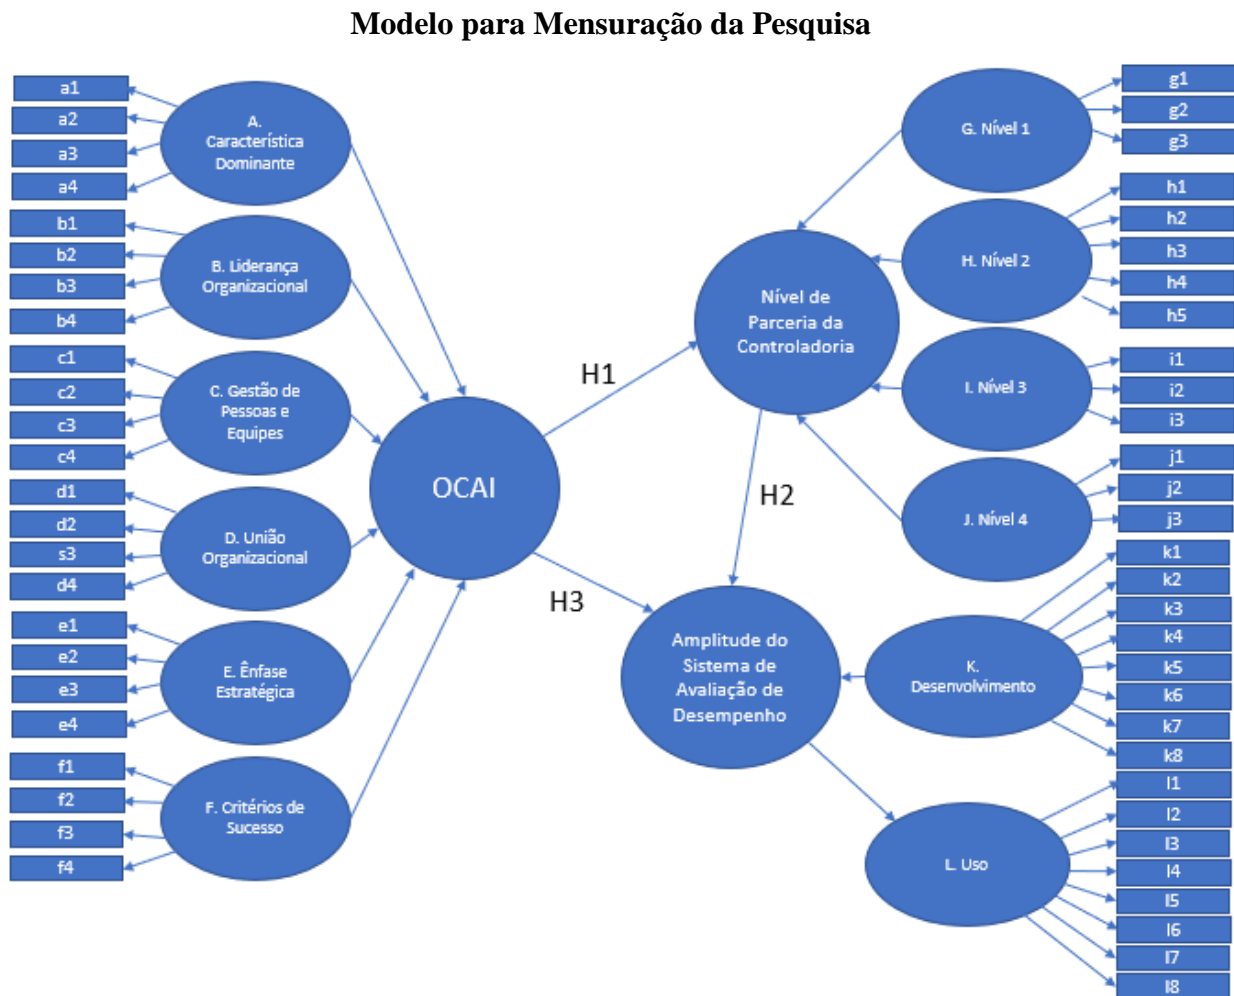 Modelo para Mensuração da Pesquisa
a1
a2
a3
a4
A.
Característica
Dominante
b1
b2
b3
b4
B. Liderança
Organizacional
c1
c2
c3
c4
C. Gestão de
Pessoas e
Equipes
d1
d2
s3
d4
D. União
Organizacional
e1
e2
e3
e4
E. Ênfase
Estratégica
f1
f2
f3
f4
F. Critérios de
Sucesso
OCAI
H1
H2
H3
Nível de
Parceria da
Controladoria
Amplitude do
Sistema de
Avaliação de
Desempenho
G. Nível 1
g1
g2
g3
H. Nível 2
h1
h2
h3
h4
h5
I. Nível 3
i1
i2
i3
J. Nível 4
j1
j2
j3
K.
Desenvolvimento
k1
k2
k3
k4
k5
k6
k7
k8
L. Uso
l1
l2
l3
l4
l5
l6
l7
l8